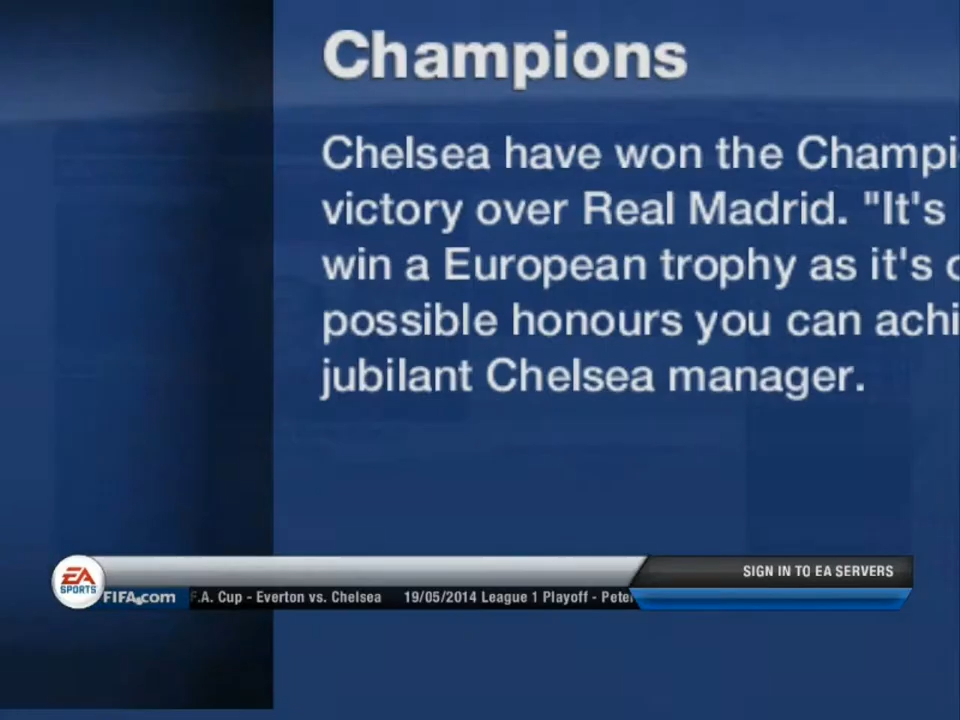 Champions
Chelsea have won the Champi
victory over Real Madrid. "It's
win a European trophy as it's
possible honours you can achi
jubilant Chelsea manager.
SIGN IN TO EA SERVERS
EA
SPORTS
FIFA.com
F.A. Cup - Everton vs. Chelsea 19/05/2014 League 1 Playoff - Peter